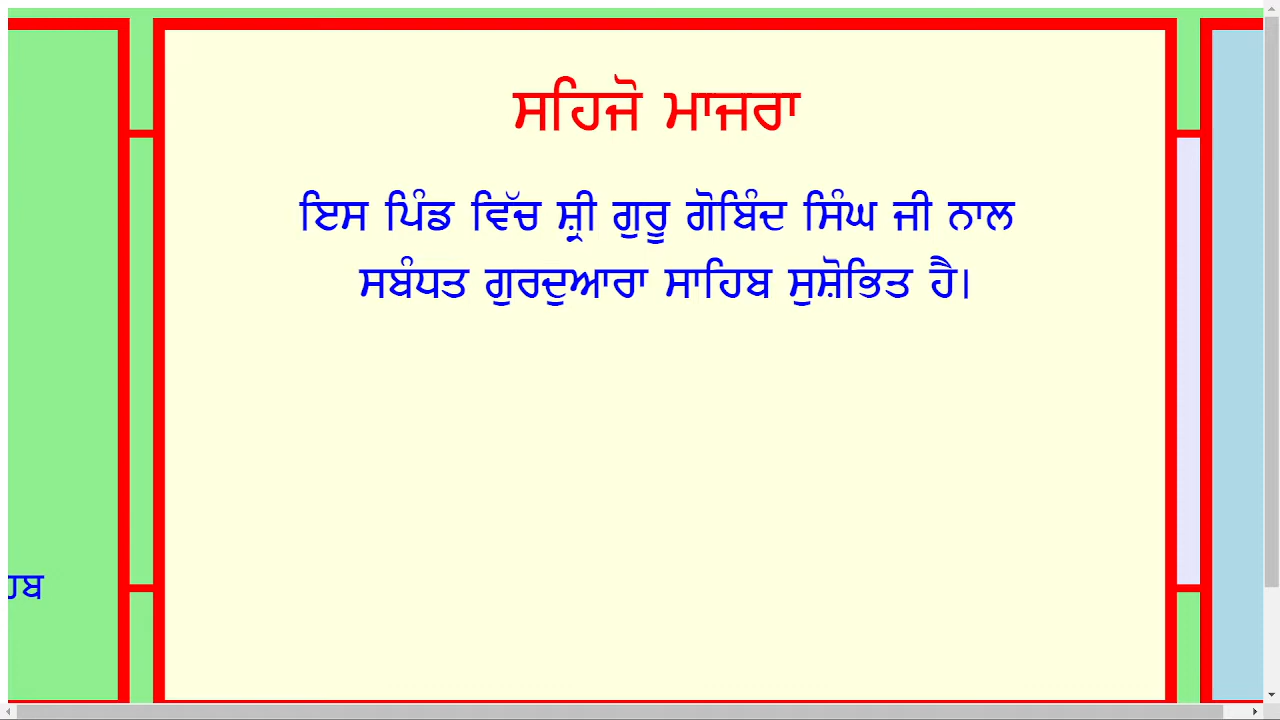 ਸਹਿਜੋ ਮਾਜਰਾ
ਇਸ ਪਿੰਡ ਵਿੱਚ ਸ਼੍ਰੀ ਗੁਰੂ ਗੋਬਿੰਦ ਸਿੰਘ ਜੀ ਨਾਲ
ਸਬੰਧਤ ਗੁਰਦੁਆਰਾ ਸਾਹਿਬ ਸੁਸ਼ੋਭਿਤ ਹੈ।